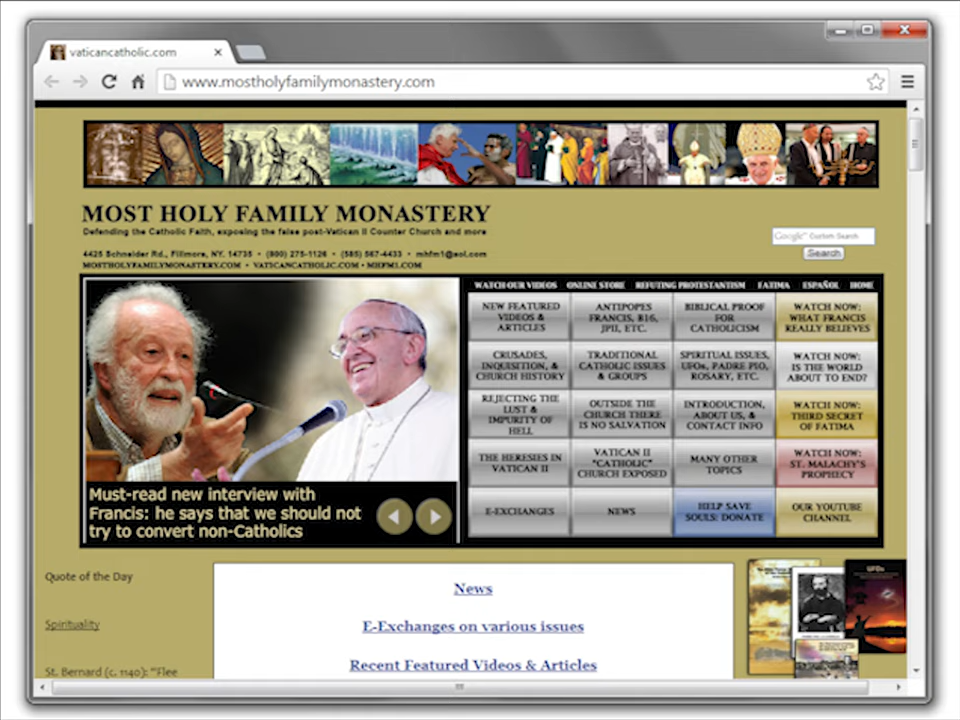 vaticancatholic.com
www.mostholyfamilymonastery.com
MOST HOLY FAMILY MONASTERY
Defending the Catholic Faith, exposing the false post-Vatican II Counter Church and more
Google™ Custom Search
Search
4425 Schneider Rd., Fillmore, NY. 14735 • (800) 275-1126 • (585) 567-4433 • mhfm1@aol.com
MOSTHOLYFAMILYMONASTERY.COM • VATICANCATHOLIC.COM • MHFM1.COM
WATCH OUR VIDEOS ONLINE STORE REFUTING PROTESTANTISM FATIMA ESPAÑOL HOME
NEW FEATURED
VIDEOS &
ARTICLES
ANTIPOPES
FRANCIS, B16,
JPII, ETC.
BIBLICAL PROOF
FOR
CATHOLICISM
WATCH NOW:
WHAT FRANCIS
REALLY BELIEVES
CRUSADES,
INQUISITION, &
CHURCH HISTORY
TRADITIONAL
CATHOLIC ISSUES
& GROUPS
SPIRITUAL ISSUES,
UFOs, PADRE PIO,
ROSARY, ETC.
WATCH NOW:
IS THE WORLD
ABOUT TO END?
REJECTING THE
LUST &
IMPURITY OF
HELL
OUTSIDE THE
CHURCH THERE
IS NO SALVATION
INTRODUCTION,
ABOUT US, &
CONTACT INFO
WATCH NOW:
THIRD SECRET
OF FATIMA
THE HERESIES IN
VATICAN II
VATICAN II
"CATHOLIC"
CHURCH EXPOSED
MANY OTHER
TOPICS
WATCH NOW:
ST. MALACHY'S
PROPHECY
E-EXCHANGES
NEWS
HELP SAVE
SOULS: DONATE
OUR YOUTUBE
CHANNEL
Must-read new interview with
Francis: he says that we should not
try to convert non-Catholics
Quote of the Day
Spirituality
St. Bernard (c. 1140): "Flee
News
E-Exchanges on various issues
Recent Featured Videos & Articles
UFOs